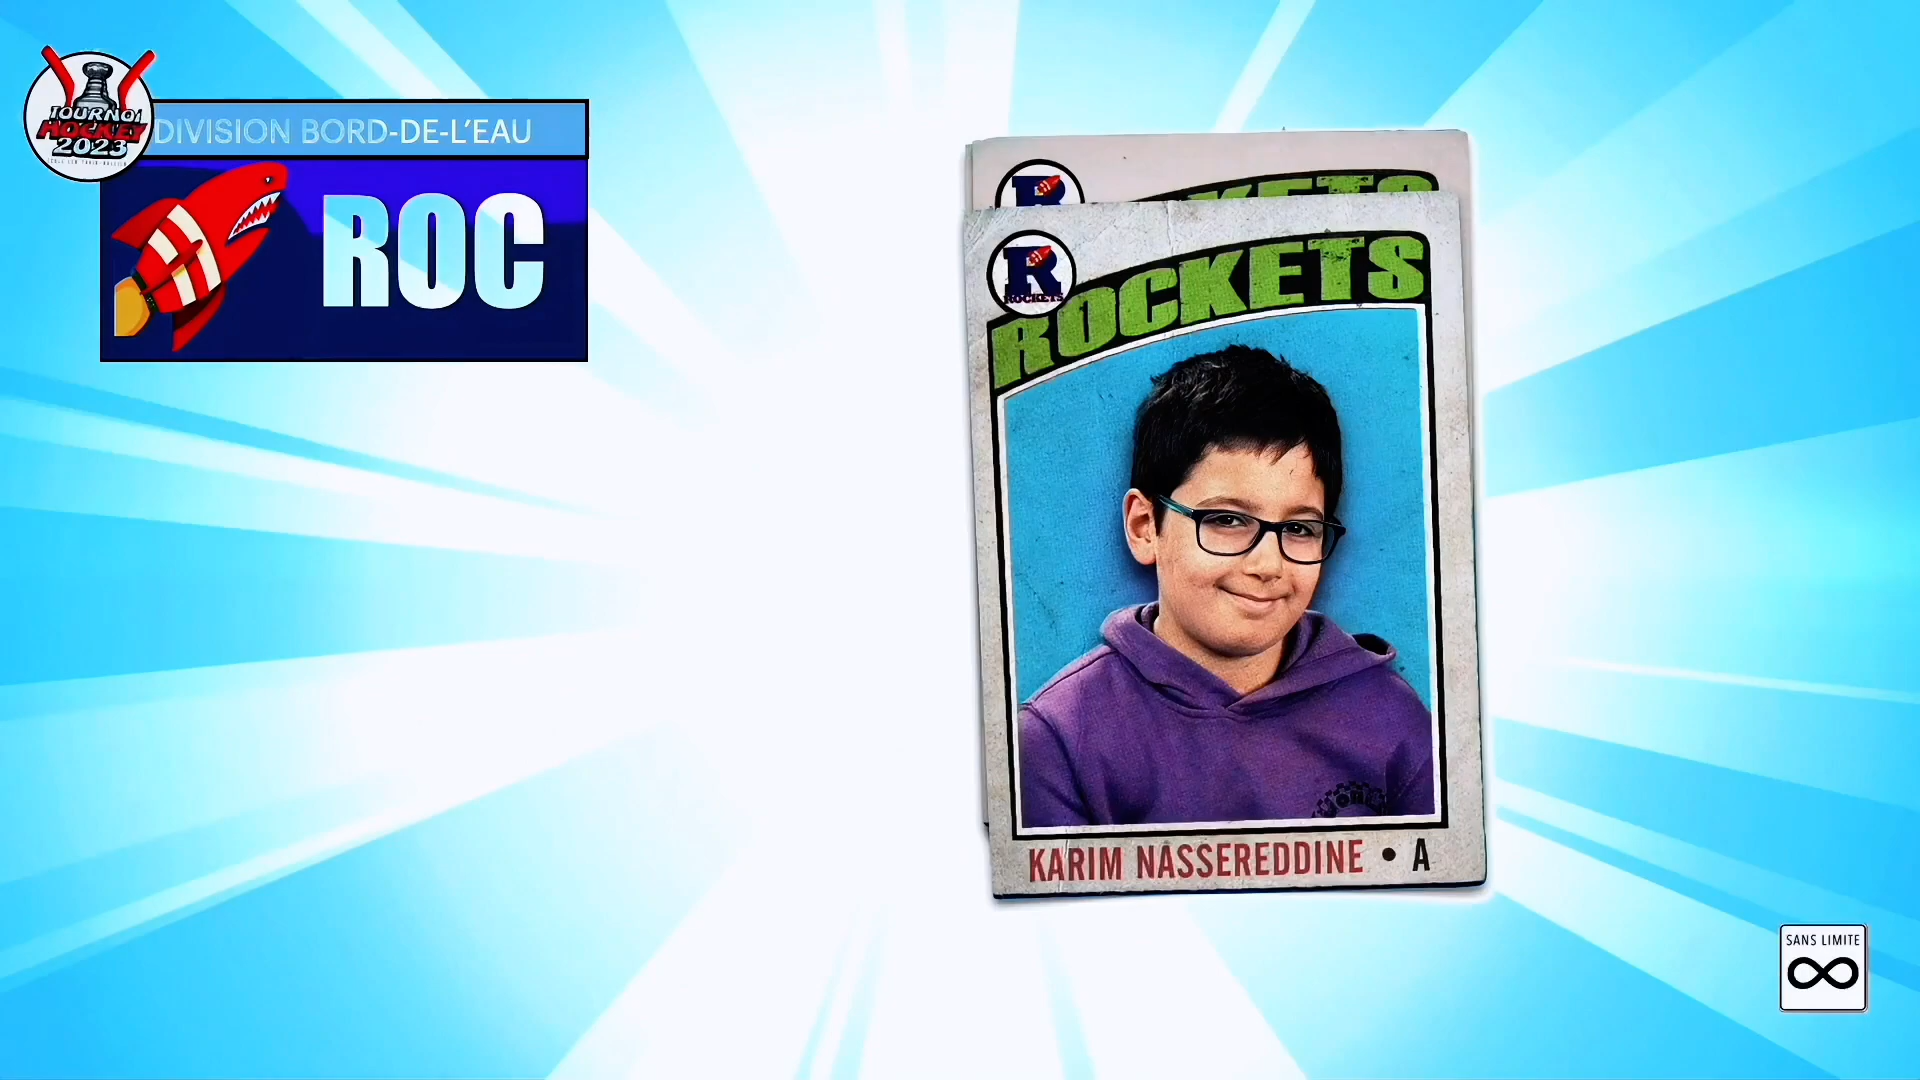 TOURNOI
HOCKEY
2023
DIVISION BORD-DE-L'EAU
ROC
R
R
ROCKETS
ROCKETS
KARIM NASSEREDDINE • A
SANS LIMITE